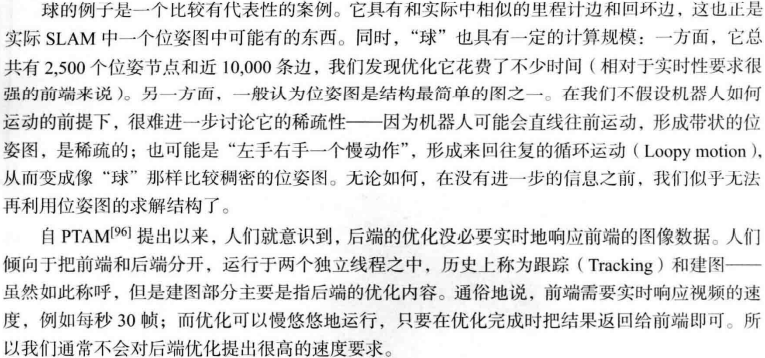 球的例子是一个比较有代表性的案例。它具有和实际中相似的里程计边和回环边，这也正是
实际 SLAM 中一个位姿图中可能有的东西。同时，“球”也具有一定的计算规模：一方面，它总
共有 2,500 个位姿节点和近 10,000 条边，我们发现优化它花费了不少时间（相对于实时性要求很
强的前端来说）。另一方面，一般认为位姿图是结构最简单的图之一。在我们不假设机器人如何
运动的前提下，很难进一步讨论它的稀疏性——因为机器人可能会直线往前运动，形成带状的位
姿图，是稀疏的；也可能是“左手右手一个慢动作”，形成来回往复的循环运动（Loopy motion），
从而变成像“球”那样比较稠密的位姿图。无论如何，在没有进一步的信息之前，我们似乎无法
再利用位姿图的求解结构了。
自 PTAM[96] 提出以来，人们就意识到，后端的优化没必要实时地响应前端的图像数据。人们
倾向于把前端和后端分开，运行于两个独立线程之中，历史上称为跟踪（Tracking）和建图——
虽然如此称呼，但是建图部分主要是指后端的优化内容。通俗地说，前端需要实时响应视频的速
度，例如每秒 30 帧；而优化可以慢悠悠地运行，只要在优化完成时把结果返回给前端即可。所
以我们通常不会对后端优化提出很高的速度要求。